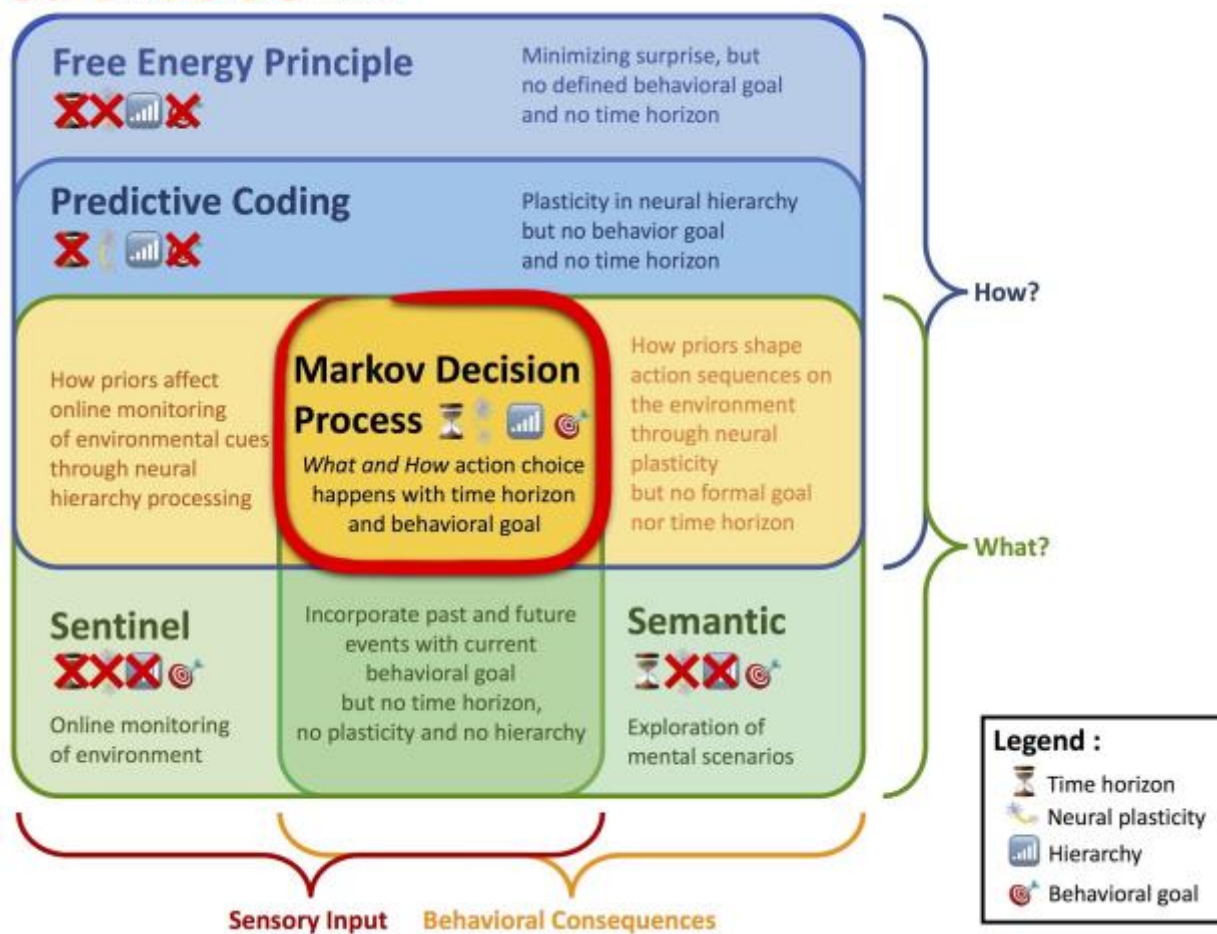 Free Energy Principle
Minimizing surprise, but
no defined behavioral goal
and no time horizon
Predictive Coding
Plasticity in neural hierarchy
but no behavior goal
and no time horizon
How?
How priors affect
online monitoring
of environmental cues
through neural
hierarchy processing
Markov Decision
Process
What and How action choice
happens with time horizon
and behavioral goal
How priors shape
action sequences on
the environment
through neural
plasticity
but no formal goal
nor time horizon
What?
Sentinel
Online monitoring
of environment
Incorporate past and future
events with current
behavioral goal
but no time horizon,
no plasticity and no hierarchy
Semantic
Exploration of
mental scenarios
Legend :
Time horizon
Neural plasticity
Hierarchy
Behavioral goal
Sensory Input
Behavioral Consequences